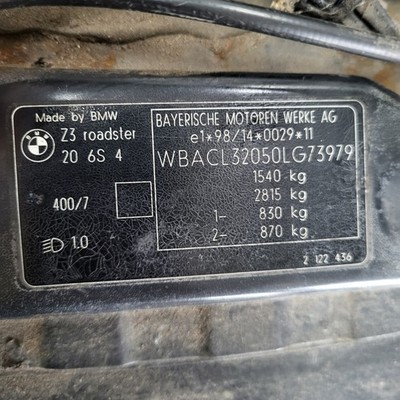 Made by BMW
BMW
Z3 roadster
20 6S 4
400/7
1.0
BAYERISCHE MOTOREN WERKE AG
e1*98/14*0029*11
WBACL32050LG73979
1540 kg
2815 kg
1- 830 kg
2- 870 kg
2 122 436